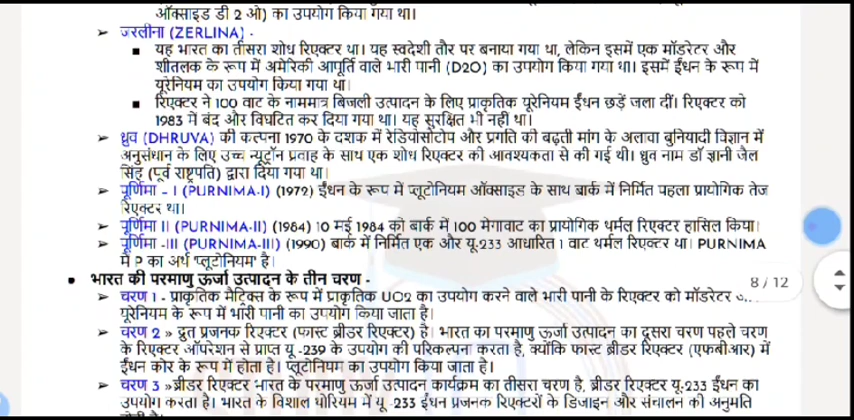 ऑक्साइड डी 2 ओ) का उपयोग किया गया था।
➤ जरलीना (ZERLINA) -
▪ यह भारत का तीसरा शोध रिएक्टर था। यह स्वदेशी तौर पर बनाया गया था, लेकिन इसमें एक मॉडरेटर और
शीतलक के रूप में अमेरिकी आपूर्ति वाले भारी पानी (D2O) का उपयोग किया गया था। इसमें ईंधन के रूप में
यूरेनियम का उपयोग किया गया था।
▪ रिएक्टर ने 100 वाट के नाममात्र बिजली उत्पादन के लिए प्राकृतिक यूरेनियम ईंधन छड़ें जला दीं। रिएक्टर को
1983 में बंद और विघटित कर दिया गया था। यह सुरक्षित भी नहीं था।
➤ ध्रुव (DHRUVA) की कल्पना 1970 के दशक में रेडियोसोटोप और प्रगति की बढ़ती मांग के अलावा बुनियादी विज्ञान में
अनुसंधान के लिए उच्च न्यूट्रॉन प्रवाह के साथ एक शोध रिएक्टर की आवश्यकता से की गई थी। ध्रुव नाम डॉ ज्ञानी जैल
सिंह (पूर्व राष्ट्रपति) द्वारा दिया गया था।
➤ पूर्णिमा - I (PURNIMA-I) (1972) ईंधन के रूप में प्लूटोनियम ऑक्साइड के साथ बार्क में निर्मित पहला प्रायोगिक तेज
रिएक्टर था।
➤ पूर्णिमा II (PURNIMA-II) (1984) 10 मई 1984 को बार्क में 100 मेगावाट का प्रायोगिक थर्मल रिएक्टर हासिल किया।
➤ पूर्णिमा -III (PURNIMA-III) (1990) बार्क में निर्मित एक और यू-233 आधारित 1 वाट थर्मल रिएक्टर था। PURNIMA
में P का अर्थ 'प्लूटोनियम' है।
• भारत की परमाणु ऊर्जा उत्पादन के तीन चरण -
8 / 12
➤ चरण 1 - प्राकृतिक मैट्रिक्स के रूप में प्राकृतिक UO2 का उपयोग करने वाले भारी पानी के रिएक्टर को मॉडरेटर
यूरेनियम के रूप में भारी पानी का उपयोग किया जाता है।
➤ चरण 2 » द्रुत प्रजनक रिएक्टर (फास्ट ब्रीडर रिएक्टर) है। भारत का परमाणु ऊर्जा उत्पादन का दूसरा चरण पहले चरण
के रिएक्टर ऑपरेशन से प्राप्त यू -239 के उपयोग की परिकल्पना करता है, क्योंकि फास्ट ब्रीडर रिएक्टर (एफबीआर) में
ईंधन कोर के रूप में होता है। प्लूटोनियम का उपयोग किया जाता है।
➤ चरण 3 »ब्रीडर रिएक्टर भारत के परमाणु ऊर्जा उत्पादन कार्यक्रम का तीसरा चरण है, ब्रीडर रिएक्टर यू-233 ईंधन का
उपयोग करता है। भारत के विशाल थोरियम में यू -233 ईंधन प्रजनक रिएक्टरों के डिजाइन और संचालन की अनुमति